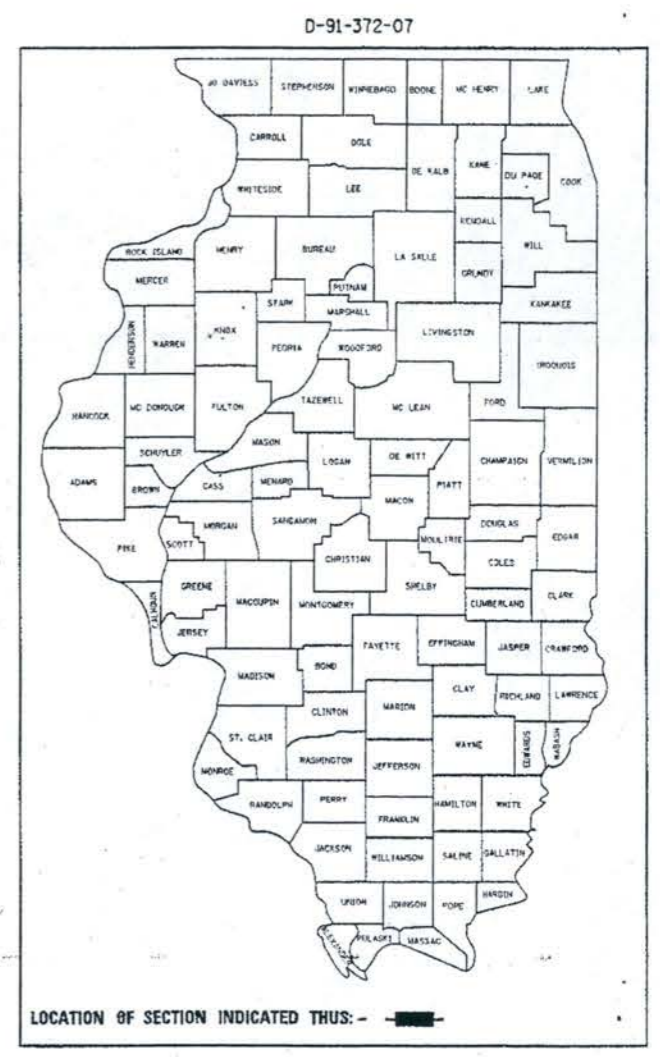 D-91-372-07
JO DAVIESS STEPHENSON WINNEBAGO BOONE MC HENRY LAKE
CARROLL OGLE DE KALB KANE DU PAGE COOK
WHITESIDE LEE
KENDALL
ROCK ISLAND HENRY BUREAU LA SALLE GRUNDY WILL
MERCER PUTNAM
STARK MARSHALL KANKAKEE
HENDERSON WARREN KNOX PEORIA WOODFORD LIVINGSTON
IROQUOIS
HANCOCK MC DONOUGH FULTON TAZEWELL MC LEAN FORD
MASON
SCHUYLER LOGAN DE WITT CHAMPAIGN VERMILION
ADAMS BROWN CASS MENARD PIATT
MACON
MORGAN SANGAMON DOUGLAS
PIKE SCOTT MOULTRIE EDGAR
CHRISTIAN COLES
GREENE SHELBY
CALHOUN MACOUPIN MONTGOMERY CUMBERLAND CLARK
JERSEY
FAYETTE EFFINGHAM JASPER CRAWFORD
BOND
MADISON CLAY
RICHLAND LAWRENCE
CLINTON MARION
ST. CLAIR WAYNE EDWARDS WABASH
MONROE WASHINGTON JEFFERSON
RANDOLPH PERRY HAMILTON WHITE
FRANKLIN
JACKSON WILLIAMSON SALINE GALLATIN
HARDIN
UNION JOHNSON POPE
ALEXANDER PULASKI MASSAC
LOCATION OF SECTION INDICATED THUS: -